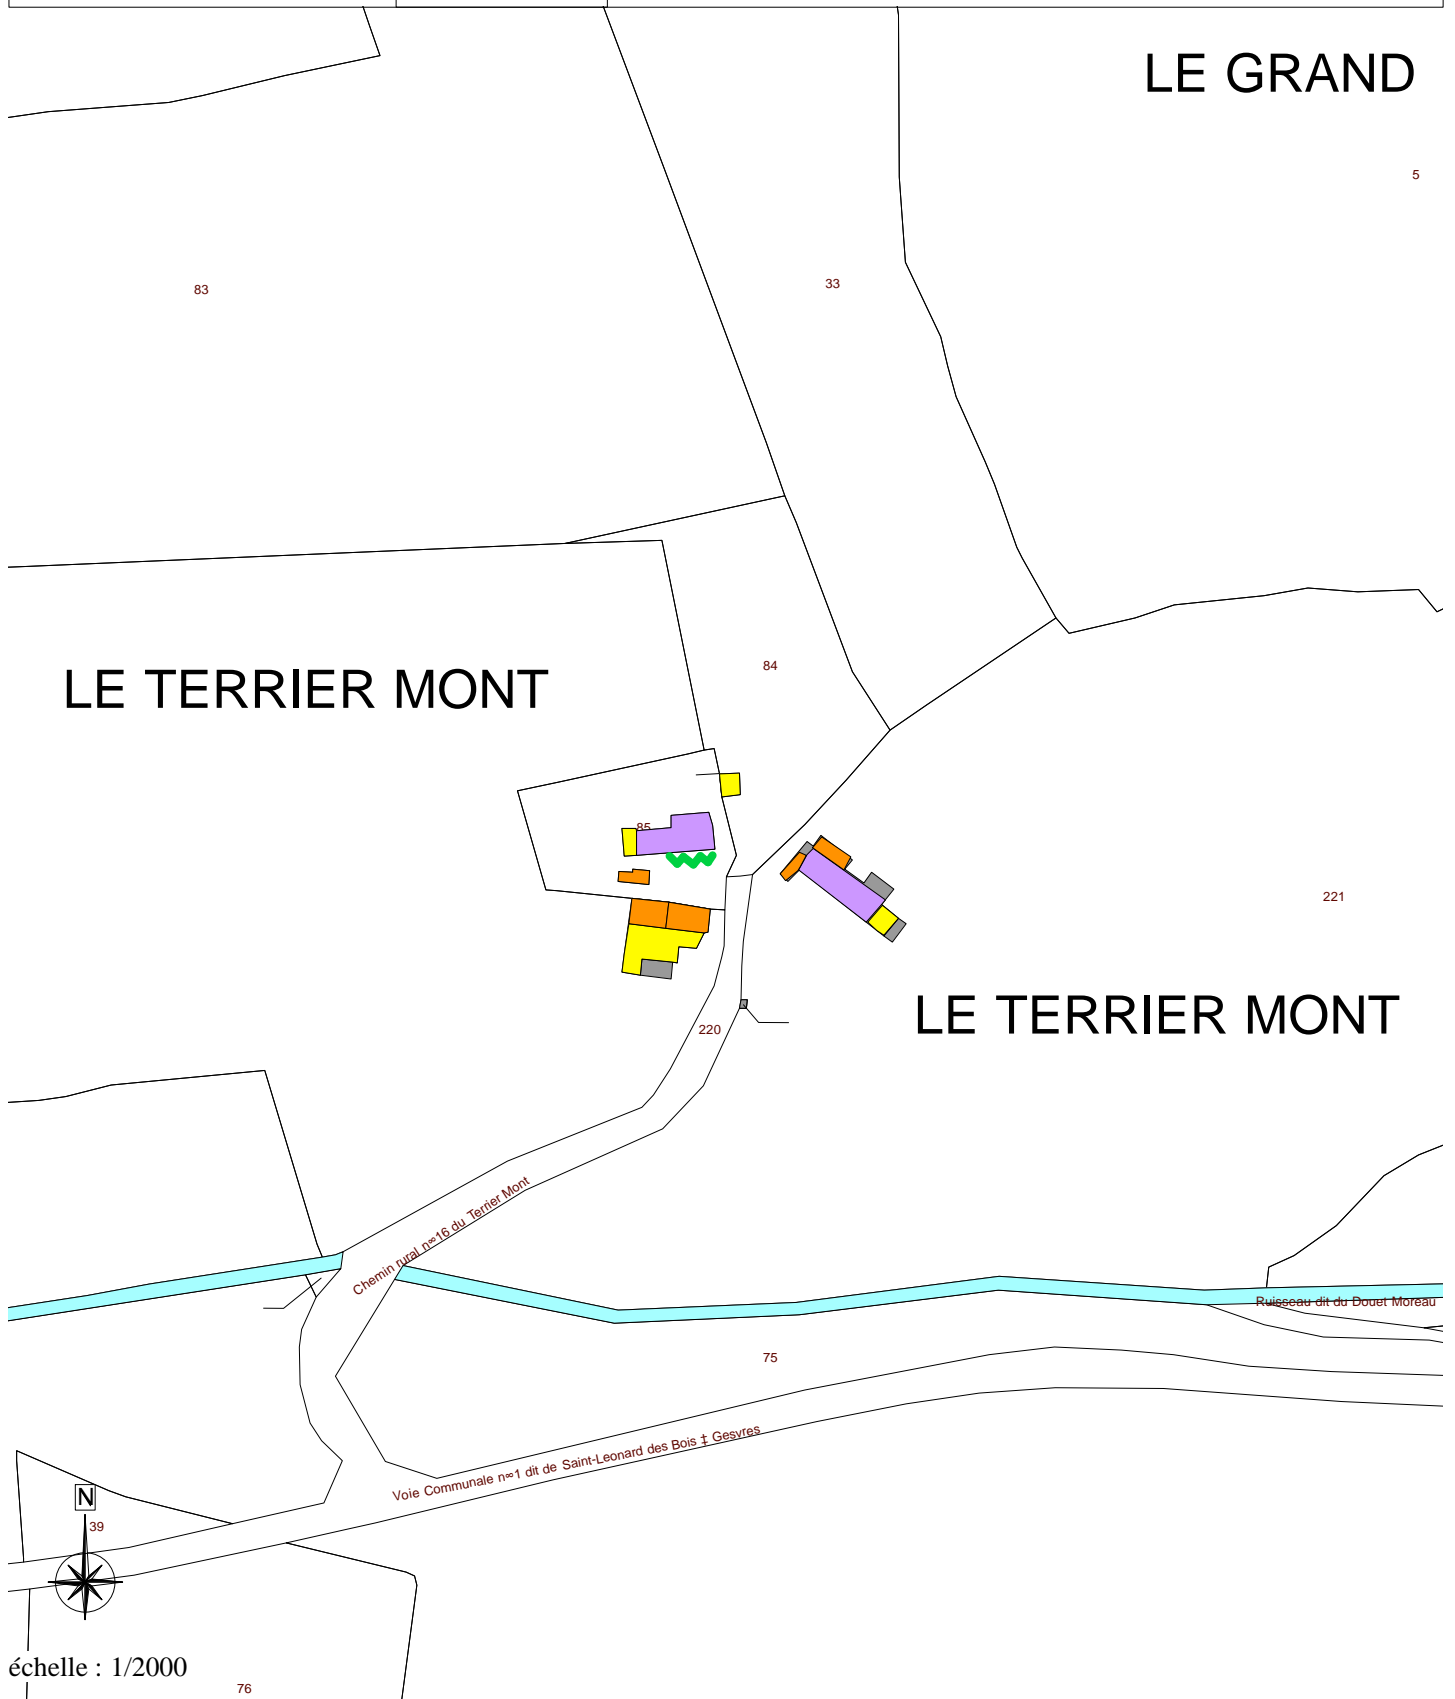 LE GRAND
5
83
33
84
LE TERRIER MONT
85
221
LE TERRIER MONT
220
Chemin rural n∞16 du Terrier Mont
Ruisseau dit du Douet Moreau
75
Voie Communale n∞1 dit de Saint-Leonard des Bois ‡ Gesvres
N
39
échelle : 1/2000
76